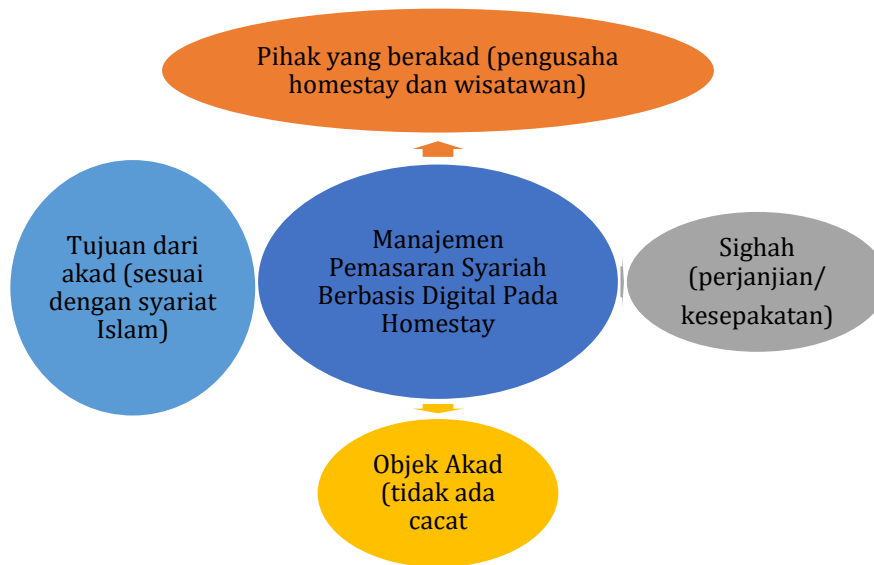 Pihak yang berakad (pengusaha
homestay dan wisatawan)
Tujuan dari
akad (sesuai
dengan syariat
Islam)
Manajemen
Pemasaran Syariah
Berbasis Digital Pada
Homestay
Sighah
(perjanjian/
kesepakatan)
Objek Akad
(tidak ada
cacat